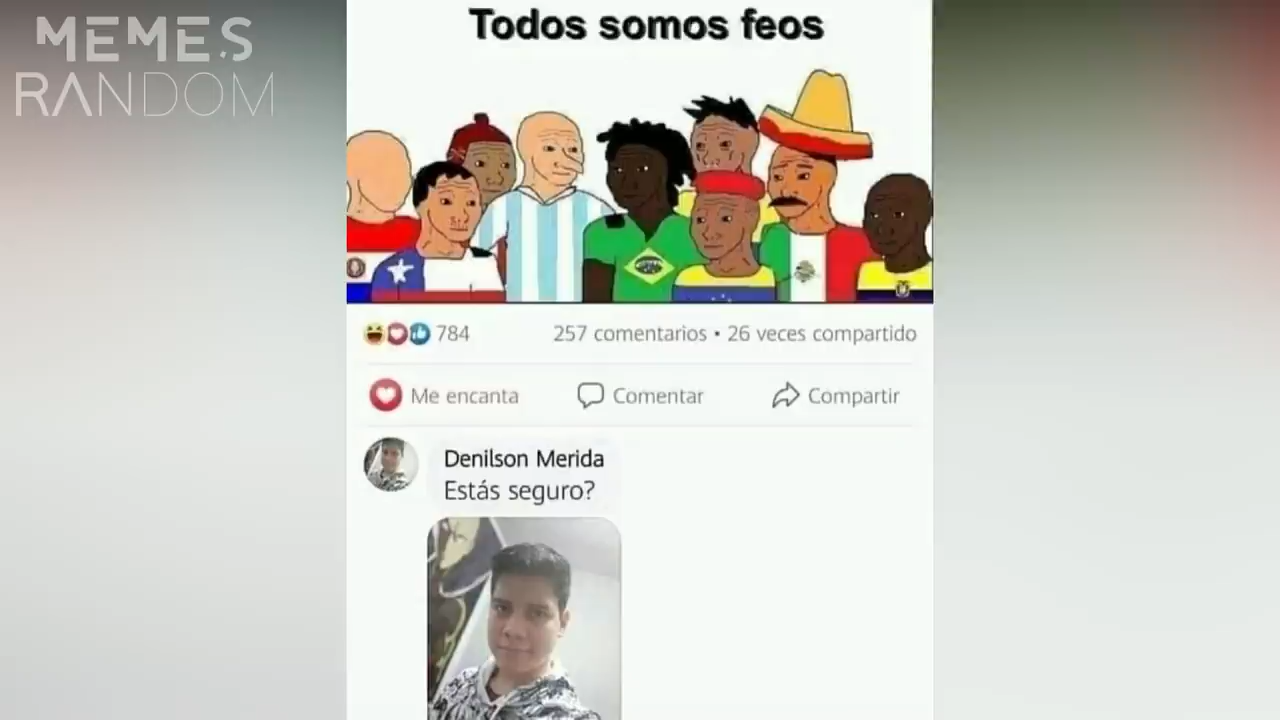 MEMES
RANDOM
Todos somos feos
784 257 comentarios • 26 veces compartido
Me encanta Comentar Compartir
Denilson Merida
Estás seguro?